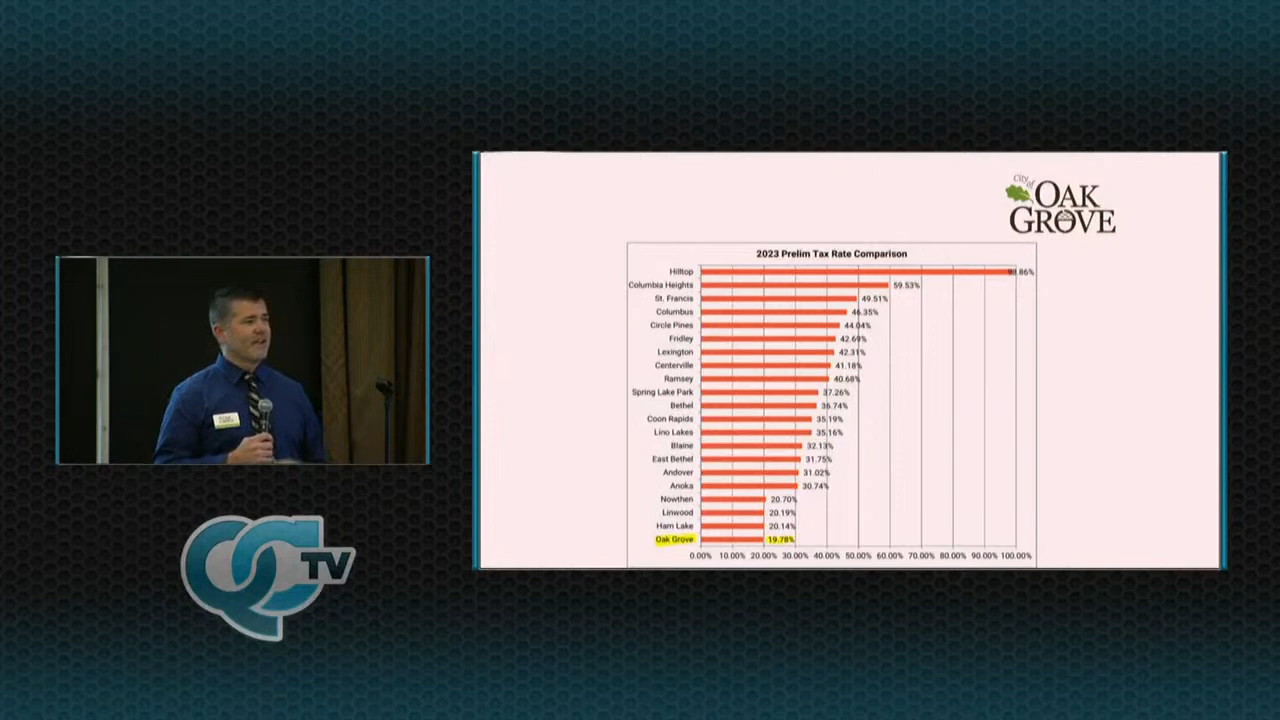 City of
OAK
GROVE
2023 Prelim Tax Rate Comparison
Hilltop 98.86%
Columbia Heights 59.53%
St. Francis 49.51%
Columbus 46.35%
Circle Pines 44.04%
Fridley 42.69%
Lexington 42.31%
Centerville 41.18%
Ramsey 40.68%
Spring Lake Park 37.26%
Bethel 36.74%
Coon Rapids 35.19%
Lino Lakes 35.16%
Blaine 32.13%
East Bethel 31.75%
Andover 31.02%
Anoka 30.74%
Nowthen 20.70%
Linwood 20.19%
Ham Lake 20.14%
Oak Grove 19.78%
0.00% 10.00% 20.00% 30.00% 40.00% 50.00% 60.00% 70.00% 80.00% 90.00% 100.00%
QCTV